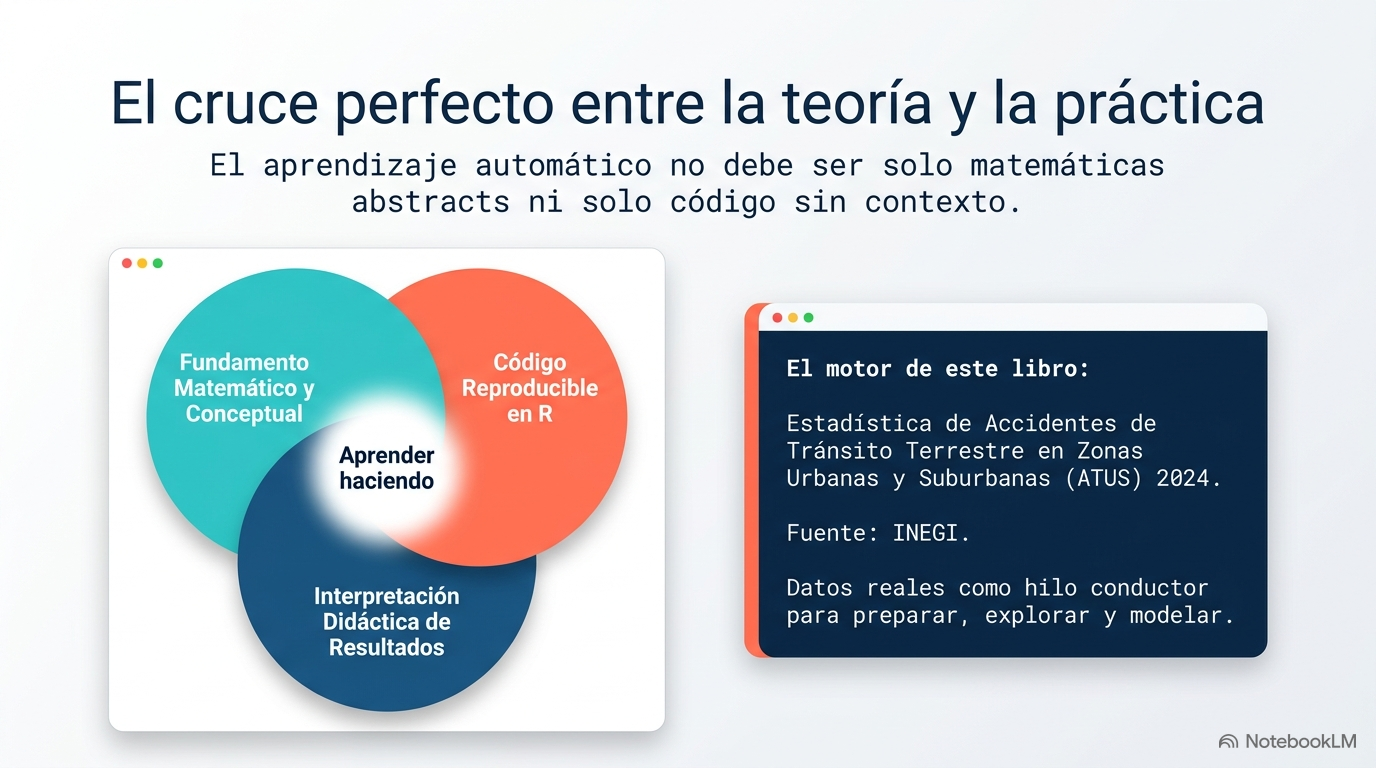 El cruce perfecto entre la teoría y la práctica
El aprendizaje automático no debe ser solo matemáticas
abstracts ni solo código sin contexto.
Fundamento
Matemático y
Conceptual
Código
Reproducible
en R
Aprender
haciendo
Interpretación
Didáctica de
Resultados
El motor de este libro:
Estadística de Accidentes de
Tránsito Terrestre en Zonas
Urbanas y Suburbanas (ATUS) 2024.
Fuente: INEGI.
Datos reales como hilo conductor
para preparar, explorar y modelar.
NotebookLM